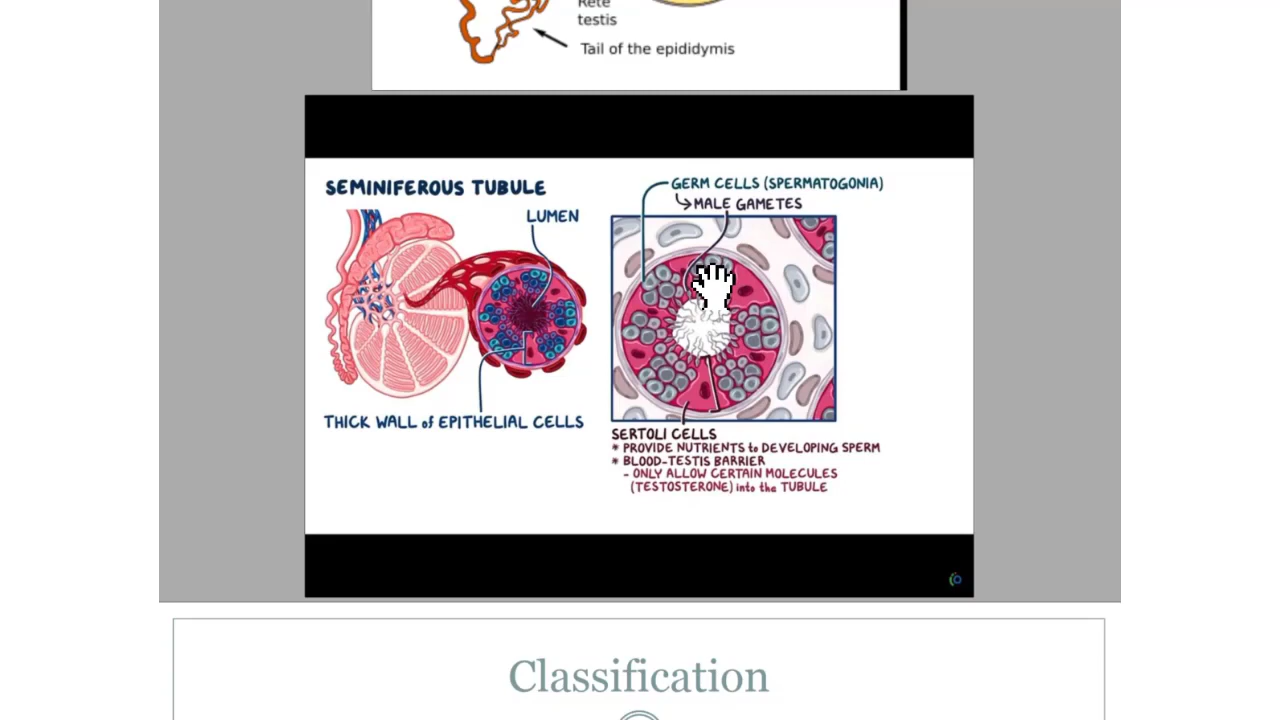 Rete
testis
Tail of the epididymis
SEMINIFEROUS TUBULE
LUMEN
THICK WALL of EPITHELIAL CELLS
GERM CELLS (SPERMATOGONIA)
MALE GAMETES
SERTOLI CELLS
* PROVIDE NUTRIENTS to DEVELOPING SPERM
* BLOOD-TESTIS BARRIER
- ONLY ALLOW CERTAIN MOLECULES
(TESTOSTERONE) into the TUBULE
Classification